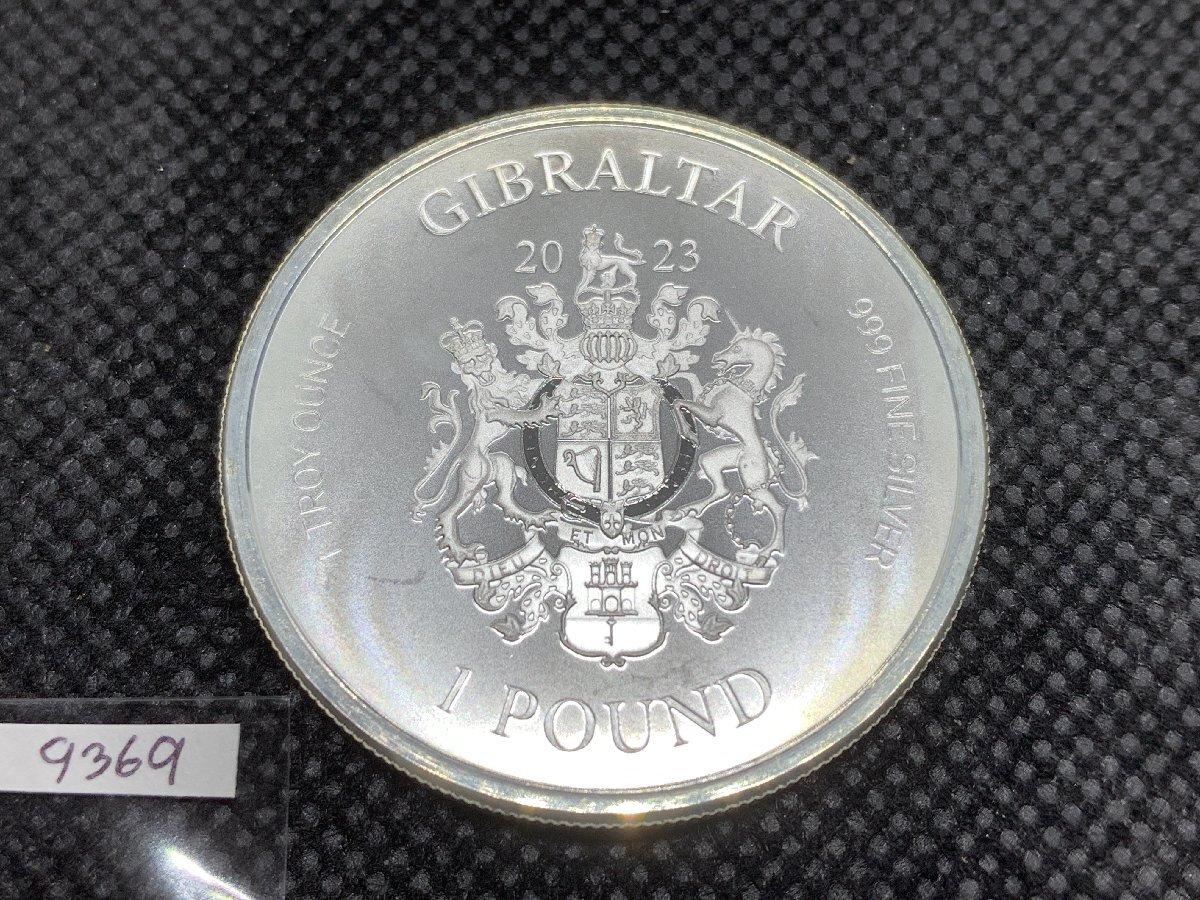 GIBRALTAR
2023
1 TROY OUNCE
999 FINE SILVER
DIEU ET MON DROIT
1 POUND
9369